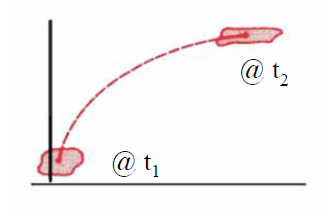 @ t₂
@ t₁